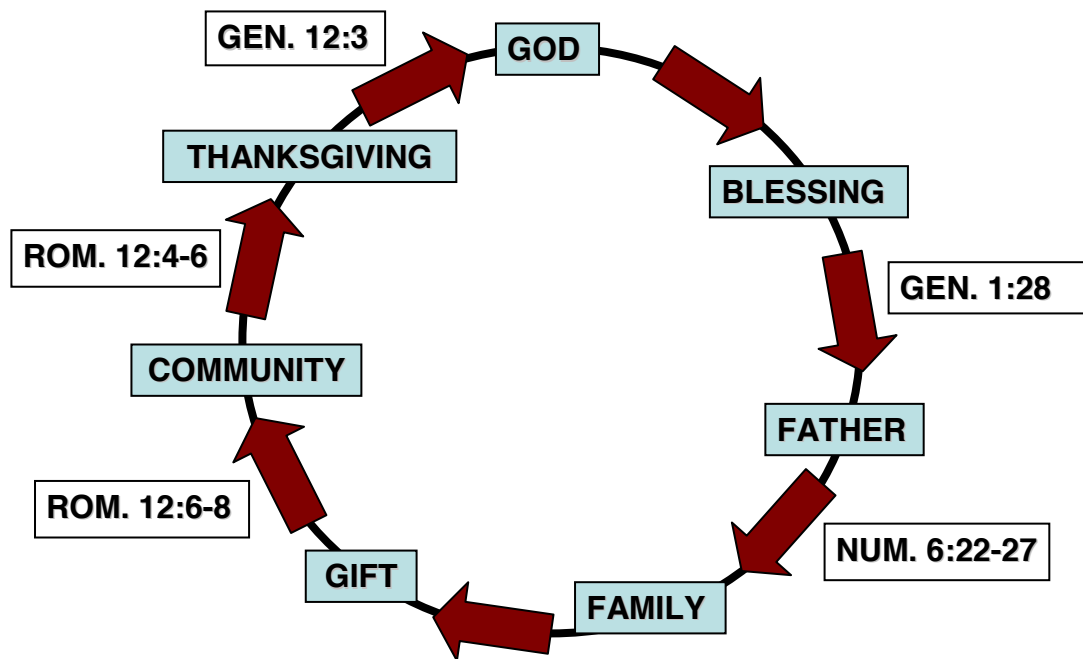 GEN. 12:3
GOD
THANKSGIVING
BLESSING
ROM. 12:4-6
GEN. 1:28
COMMUNITY
FATHER
ROM. 12:6-8
NUM. 6:22-27
GIFT
FAMILY